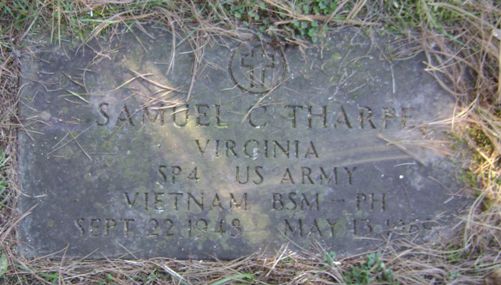 SAMUEL C THARPE
VIRGINIA
SP4 US ARMY
VIETNAM BSM - PH
SEPT 22 1948 MAY 13